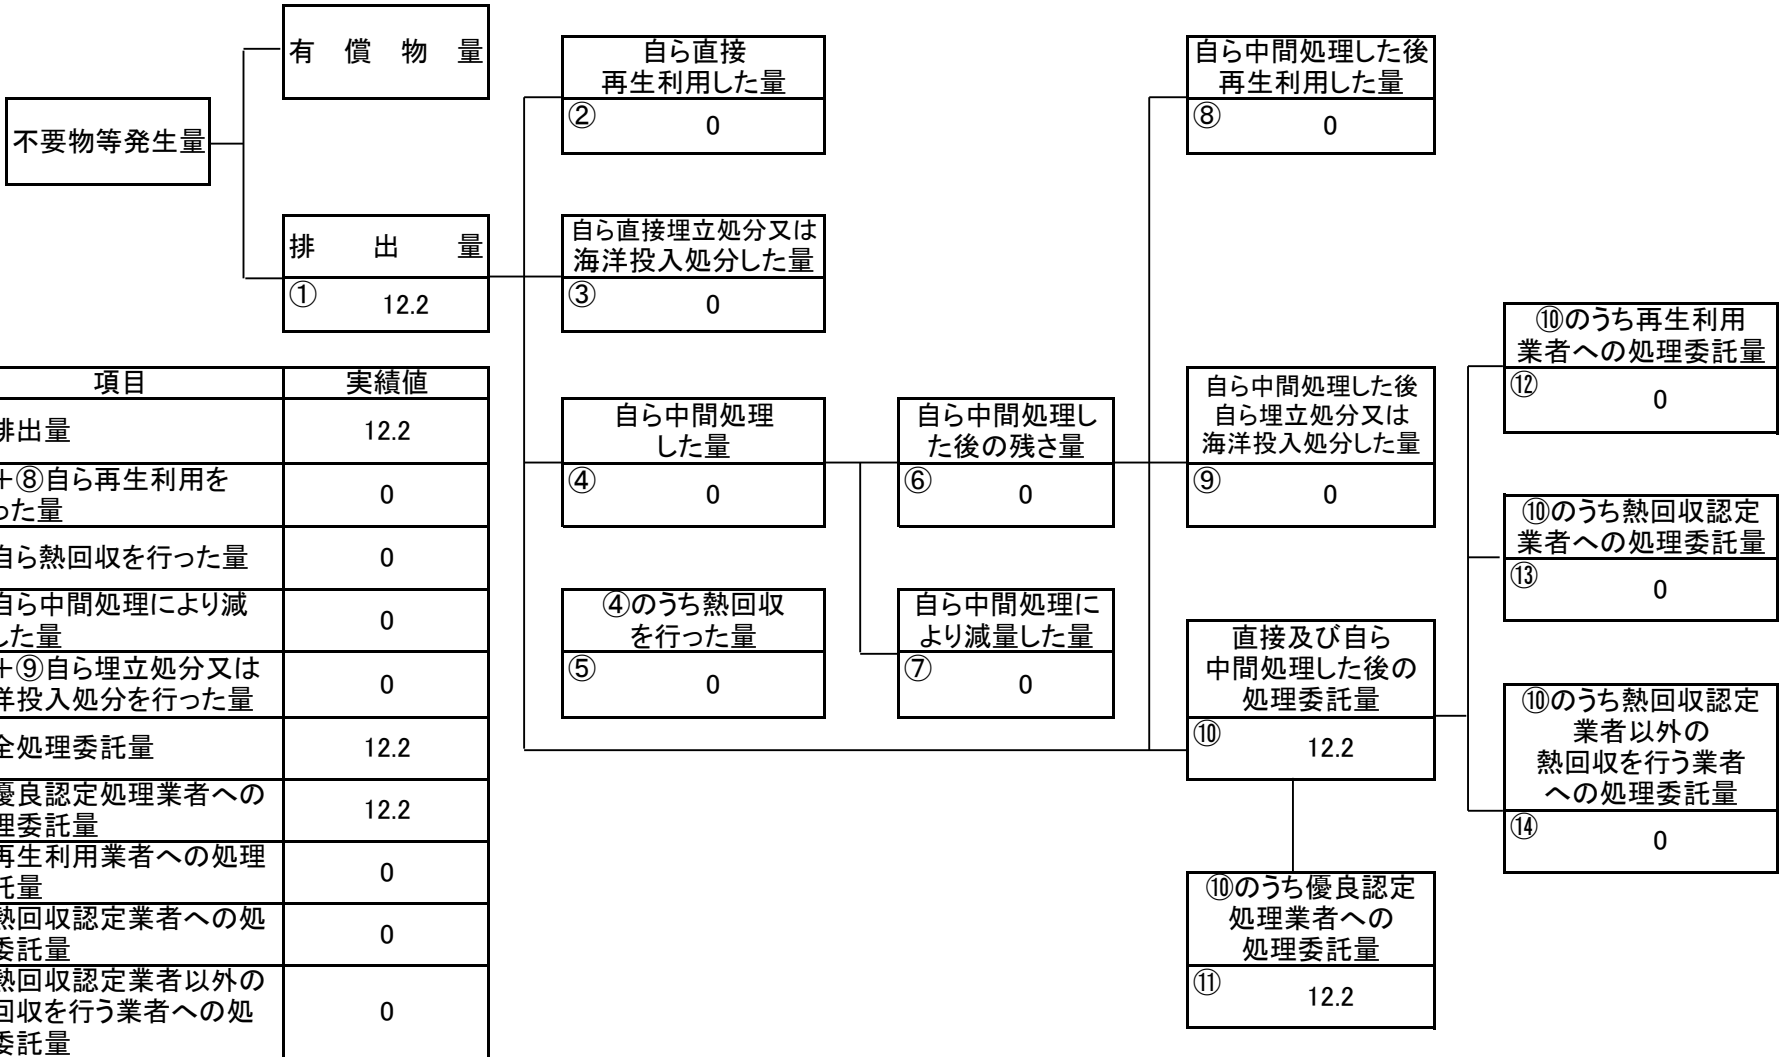 有償物量
不要物等発生量
排出量
①
12.2
自ら直接
再生利用した量
②
0
自ら直接埋立処分又は
海洋投入処分した量
③
0
自ら中間処理
した量
④
0
④のうち熱回収
を行った量
⑤
0
自ら中間処理し
た後の残さ量
⑥
0
自ら中間処理に
より減量した量
⑦
0
自ら中間処理した後
再生利用した量
⑧
0
自ら中間処理した後
自ら埋立処分又は
海洋投入処分した量
⑨
0
直接及び自ら
中間処理した後の
処理委託量
⑩
12.2
⑩のうち優良認定
処理業者への
処理委託量
⑪
12.2
⑩のうち再生利用
業者への処理委託量
⑫
0
⑩のうち熱回収認定
業者への処理委託量
⑬
0
⑩のうち熱回収認定
業者以外の
熱回収を行う業者
への処理委託量
⑭
0
項目 実績値
排出量 12.2
+⑧自ら再生利用を
った量
0
自ら熱回収を行った量 0
自ら中間処理により減
した量
0
+⑨自ら埋立処分又は
洋投入処分を行った量
0
全処理委託量 12.2
優良認定処理業者への
理委託量
12.2
再生利用業者への処理
託量
0
熱回収認定業者への処
委託量
0
熱回収認定業者以外の
回収を行う業者への処
委託量
0